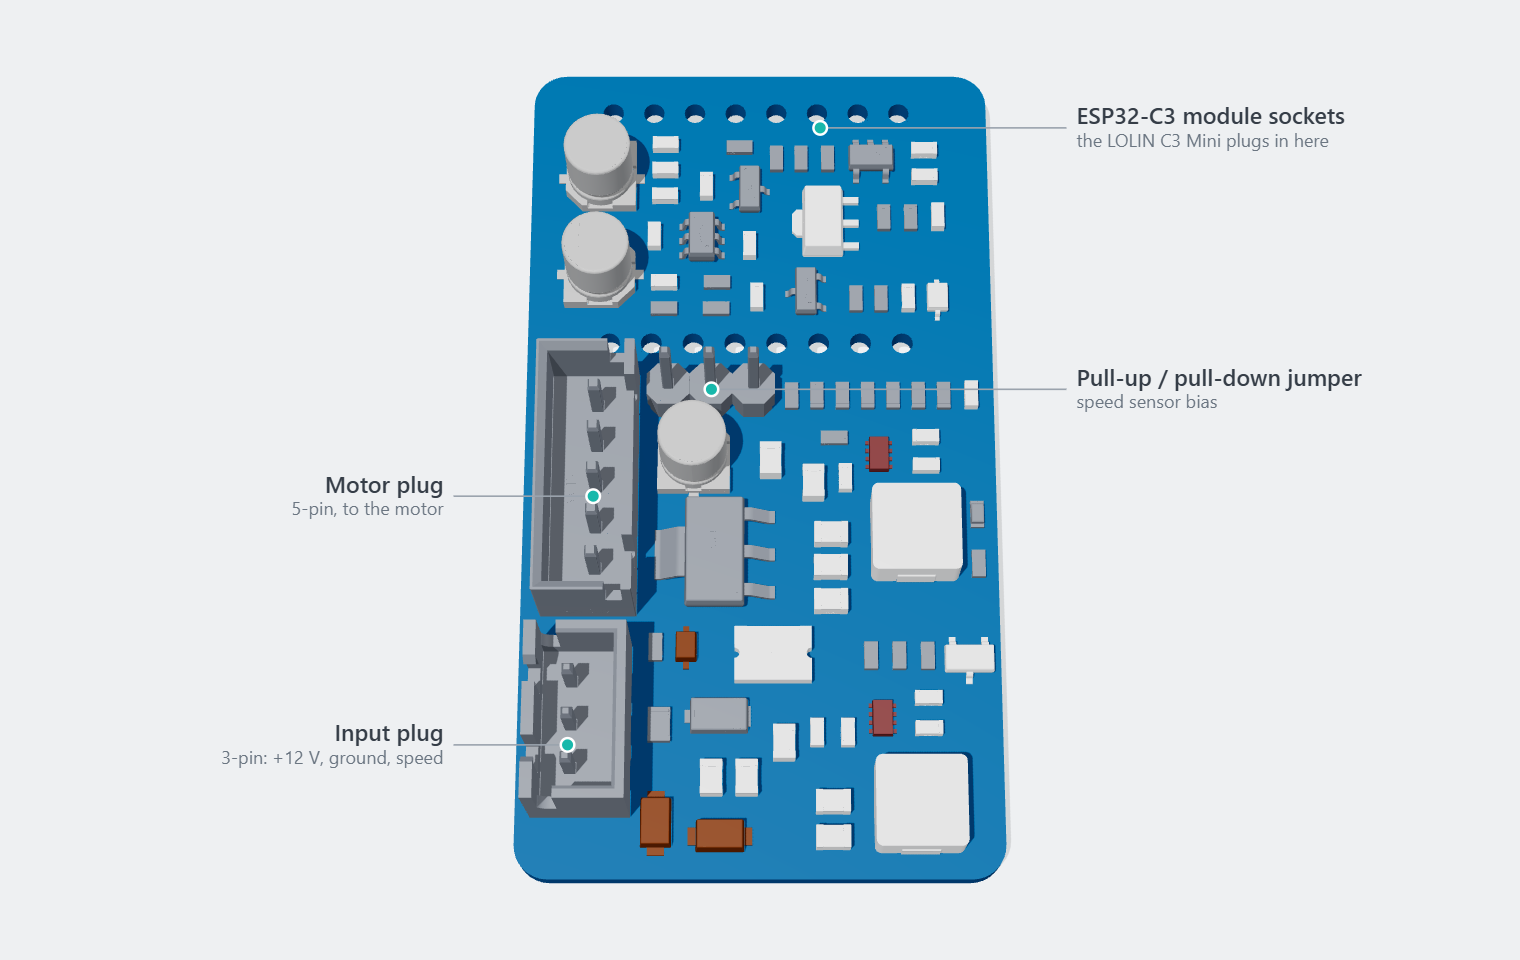 ESP32-C3 module sockets
the LOLIN C3 Mini plugs in here
Pull-up / pull-down jumper
speed sensor bias
Motor plug
5-pin, to the motor
Input plug
3-pin: +12 V, ground, speed